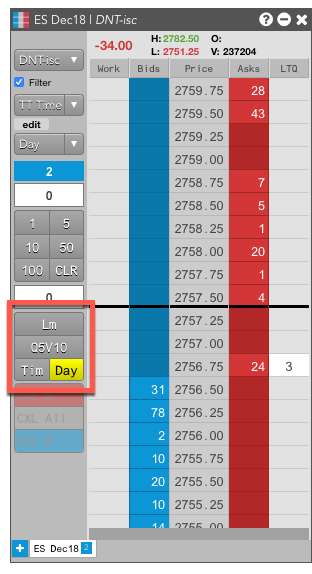 ES Dec18 | DNT-isc
-34.00
H: 2782.50 O:
L: 2751.25 V: 237204
Work Bids Price Asks LTQ
DNT-isc
Filter
TT Time
edit
Day
2
0
1 5
10 50
100 CLR
0
Lm
Q5V10
Tim Day
CXL All
2759.75 28
2759.50 43
2759.25
2759.00
2758.75 7
2758.50 5
2758.25 1
2758.00 20
2757.75 1
2757.50 4
2757.25
2757.00
2756.75 24 3
31 2756.50
78 2756.25
2 2756.00
10 2755.75
20 2755.50
10 2755.25
14 2755.00
+ ES Dec18 2